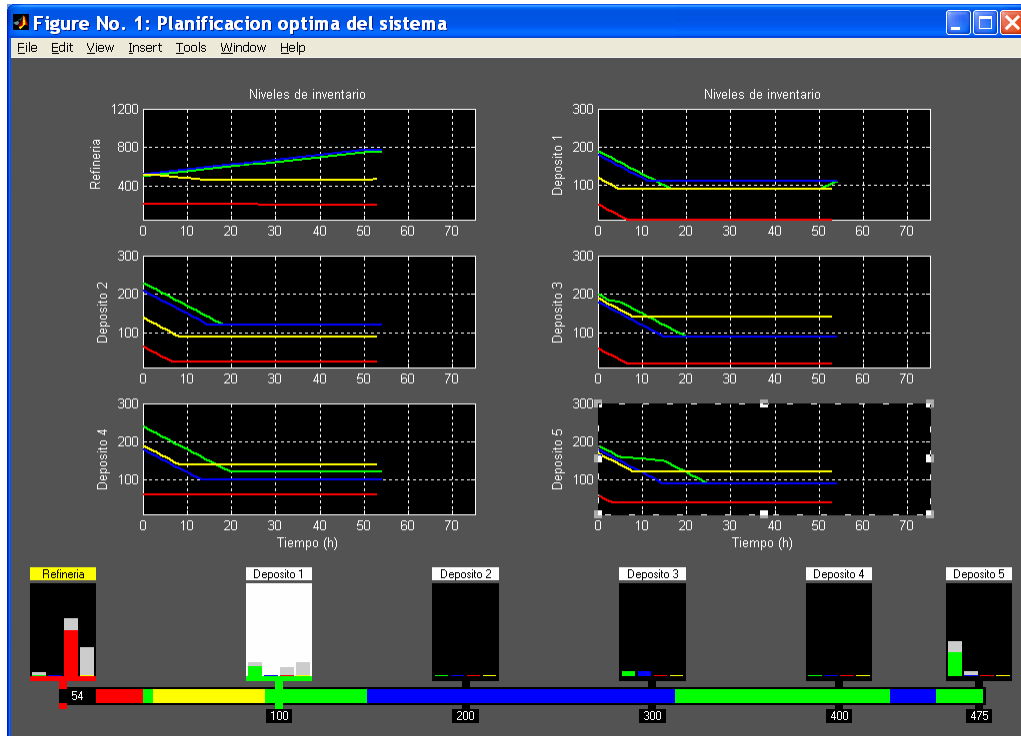 Figure No. 1: Planificacion optima del sistema
File Edit View Insert Tools Window Help
Niveles de inventario
Refineria
1200
800
400
0 10 20 30 40 50 60 70
Niveles de inventario
Deposito 1
300
200
100
0 10 20 30 40 50 60 70
Deposito 2
300
200
100
0 10 20 30 40 50 60 70
Deposito 3
300
200
100
0 10 20 30 40 50 60 70
Deposito 4
300
200
100
0 10 20 30 40 50 60 70
Tiempo (h)
Deposito 5
300
200
100
0 10 20 30 40 50 60 70
Tiempo (h)
Refineria Deposito 1 Deposito 2 Deposito 3 Deposito 4 Deposito 5
54
100 200 300 400 475